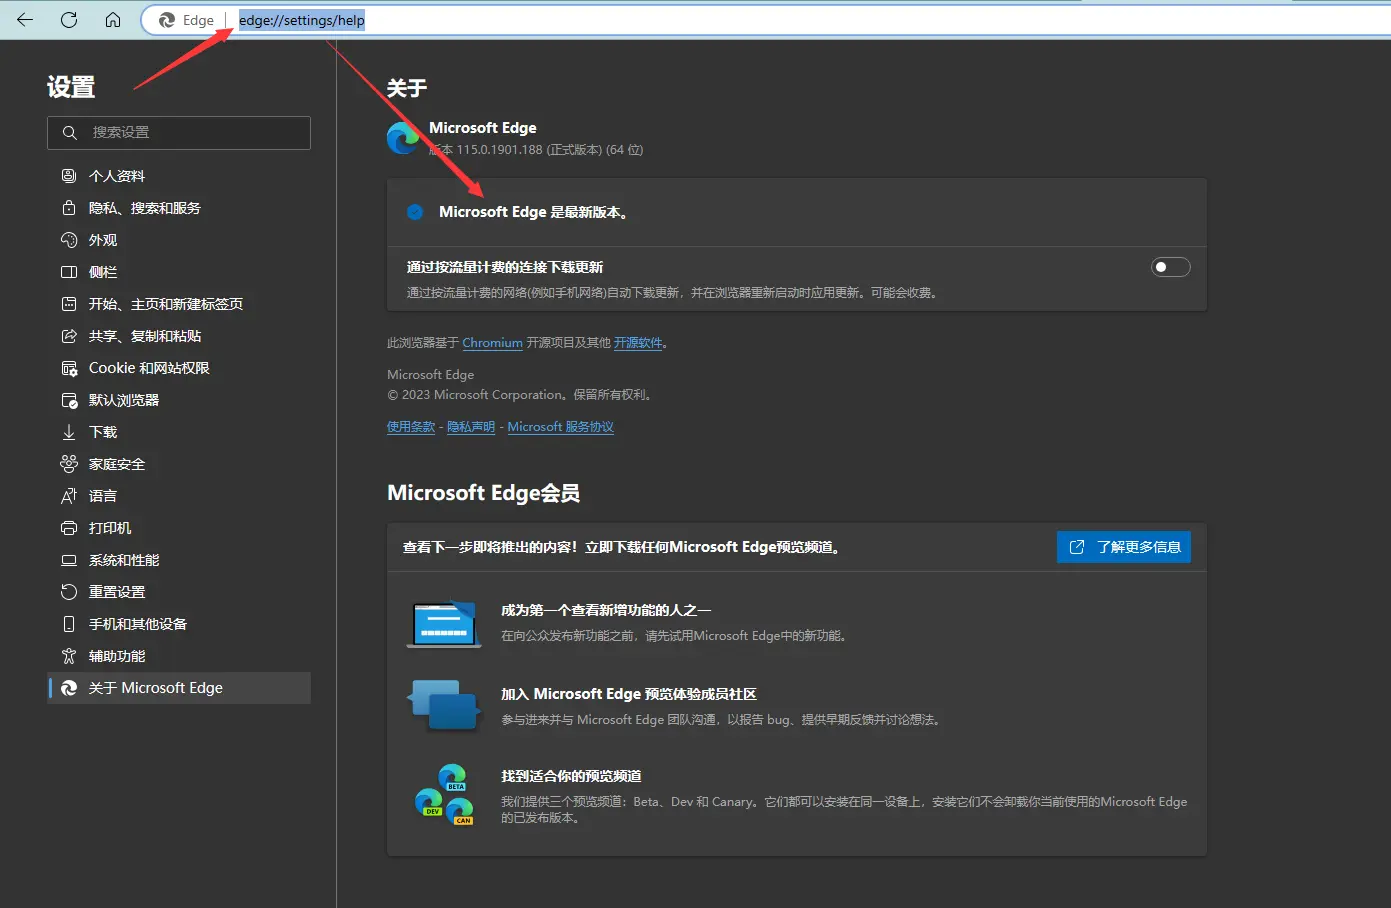 Edge
edge://settings/help
设置
搜索设置
个人资料
隐私、搜索和服务
外观
侧栏
开始、主页和新建标签页
共享、复制和粘贴
Cookie 和网站权限
默认浏览器
下载
家庭安全
语言
打印机
系统和性能
重置设置
手机和其他设备
辅助功能
关于 Microsoft Edge
关于
Microsoft Edge
版本 115.0.1901.188 (正式版本) (64 位)
Microsoft Edge 是最新版本。
通过按流量计费的连接下载更新
通过按流量计费的网络(例如手机网络)自动下载更新，并在浏览器重新启动时应用更新。可能会收费。
此浏览器基于 Chromium 开源项目及其他 开源软件。
Microsoft Edge
© 2023 Microsoft Corporation。保留所有权利。
使用条款 - 隐私声明 - Microsoft 服务协议
Microsoft Edge会员
查看下一步即将推出的内容！立即下载任何Microsoft Edge预览频道。
了解更多信息
成为第一个查看新增功能的人之一
在向公众发布新功能之前，请先试用Microsoft Edge中的新功能。
加入 Microsoft Edge 预览体验成员社区
参与进来并与 Microsoft Edge 团队沟通，以报告 bug、提供早期反馈并讨论想法。
BETA
DEV
CAN
找到适合你的预览频道
我们提供三个预览频道：Beta、Dev 和 Canary。它们都可以安装在同一设备上，安装它们不会卸载你当前使用的Microsoft Edge
的已发布版本。